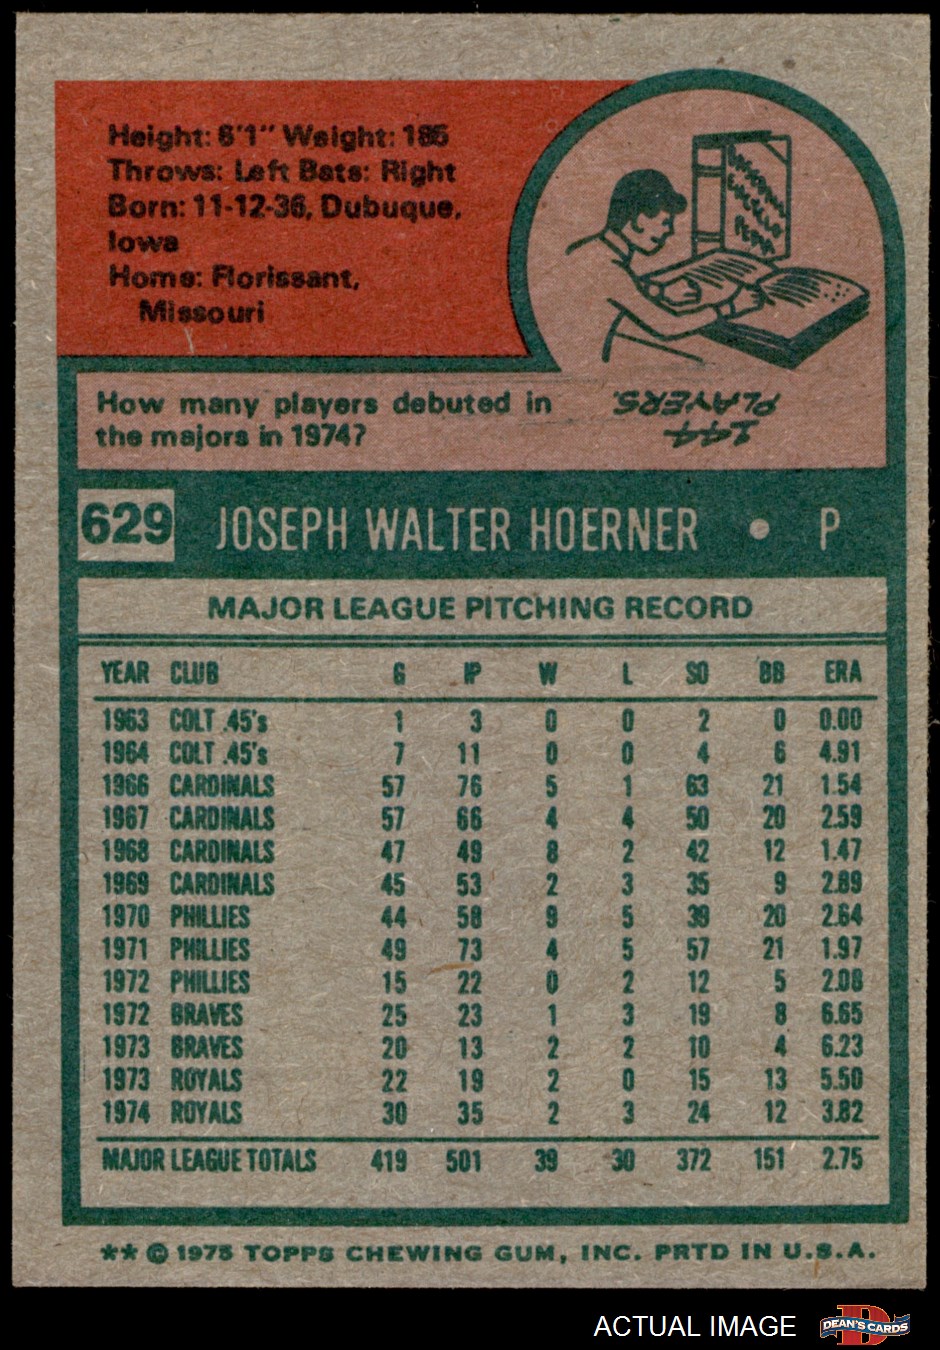 Height: 6'1" Weight: 185
Throws: Left Bats: Right
Born: 11-12-36, Dubuque,
Iowa
Home: Florissant,
Missouri
How many players debuted in
the majors in 1974?
144
PLAYERS.
629 JOSEPH WALTER HOERNER • P
MAJOR LEAGUE PITCHING RECORD
YEAR CLUB G IP W L SO BB ERA
1963 COLT .45's 1 3 0 0 2 0 0.00
1964 COLT .45's 7 11 0 0 4 6 4.91
1966 CARDINALS 57 76 5 1 63 21 1.54
1967 CARDINALS 57 66 4 4 50 20 2.59
1968 CARDINALS 47 49 8 2 42 12 1.47
1969 CARDINALS 45 53 2 3 35 9 2.89
1970 PHILLIES 44 58 9 5 39 20 2.64
1971 PHILLIES 49 73 4 5 57 21 1.97
1972 PHILLIES 15 22 0 2 12 5 2.08
1972 BRAVES 25 23 1 3 19 8 6.65
1973 BRAVES 20 13 2 2 10 4 6.23
1973 ROYALS 22 19 2 0 15 13 5.50
1974 ROYALS 30 35 2 3 24 12 3.82
MAJOR LEAGUE TOTALS 419 501 39 30 372 151 2.75
** © 1975 TOPPS CHEWING GUM, INC. PRTD IN U.S.A.
ACTUAL IMAGE
DEAN'S CARDS